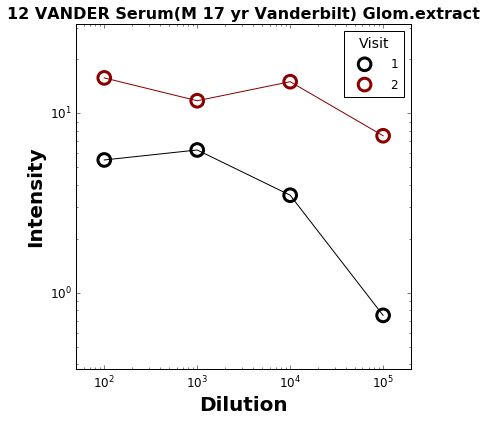 12 VANDER Serum(M 17 yr Vanderbilt) Glom.extract
Visit
1
2
Intensity
10¹
10⁰
10²
10³
10⁴
10⁵
Dilution